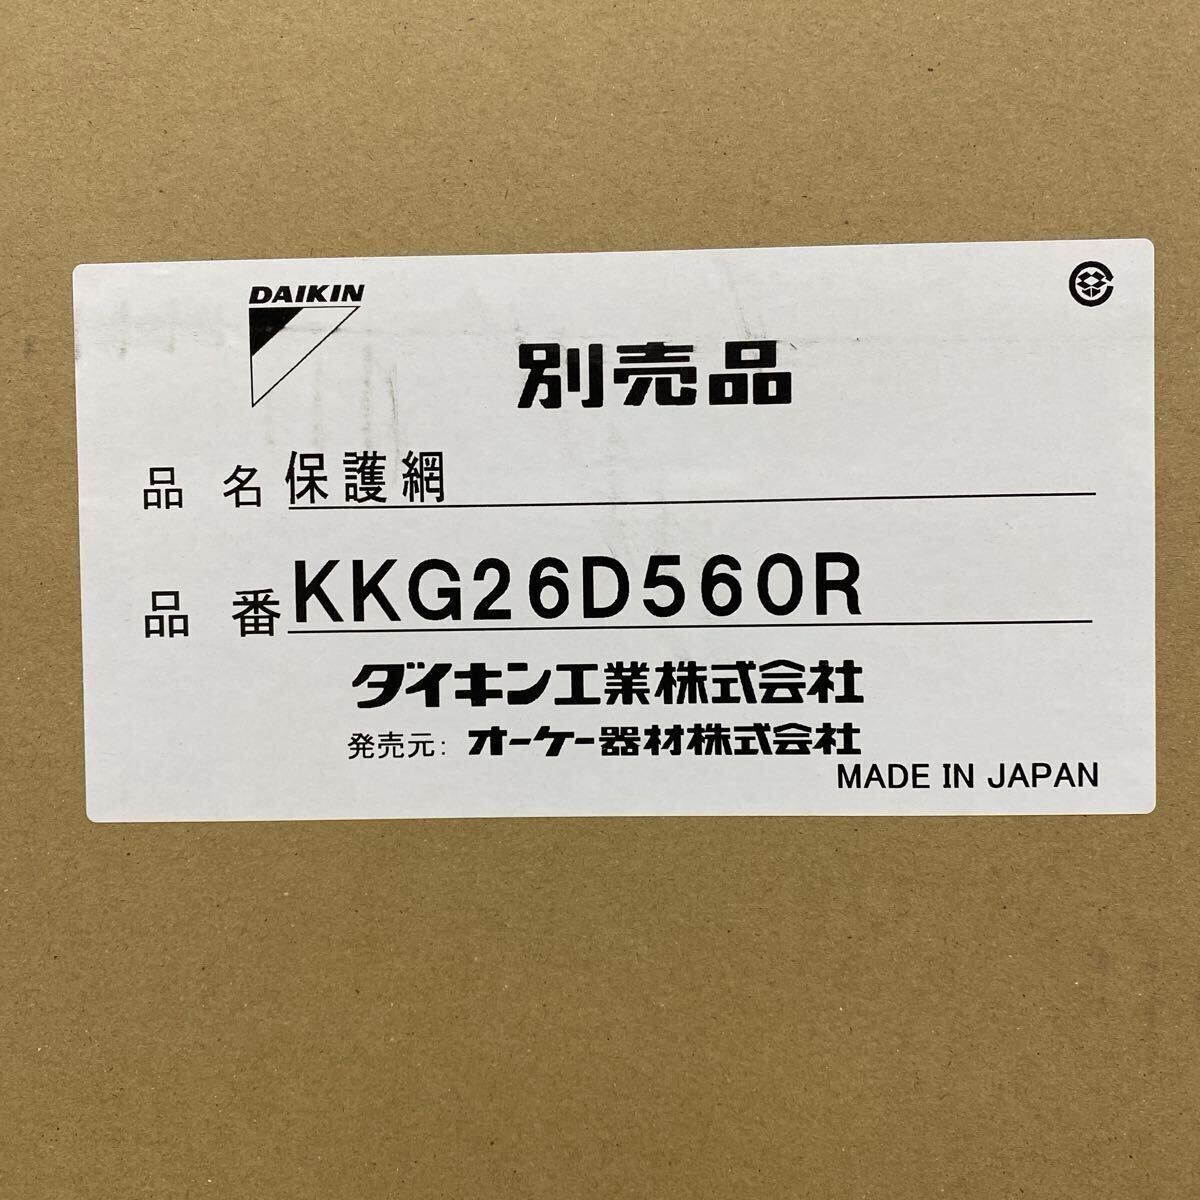 DAIKIN
別売品
品名 保護網
品番 KKG26D560R
ダイキン工業株式会社
発売元: オーケー器材株式会社
MADE IN JAPAN